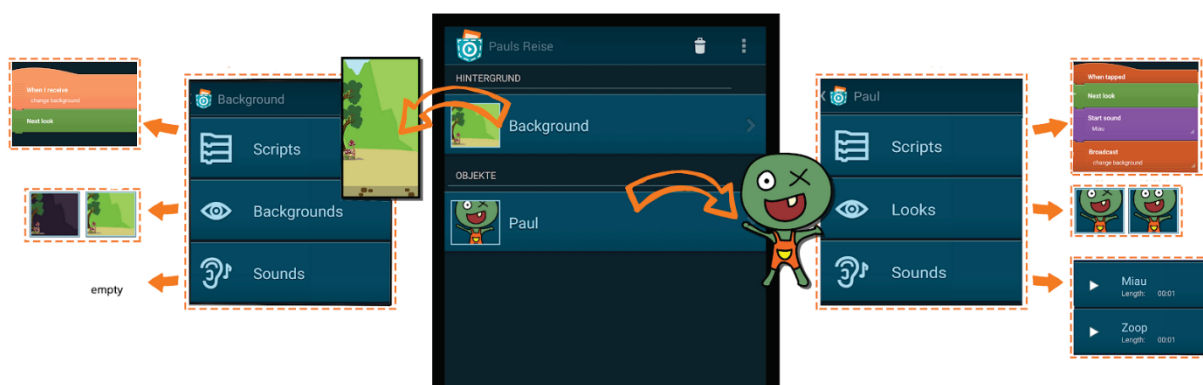 When I receive
change background
Next look
Background
Scripts
Backgrounds
Sounds
empty
Pauls Reise
HINTERGRUND
Background
OBJEKTE
Paul
Paul
Scripts
Looks
Sounds
When tapped
Next look
Start sound
Miau
Broadcast
change background
Miau
Length: 00:01
Zoop
Length: 00:01